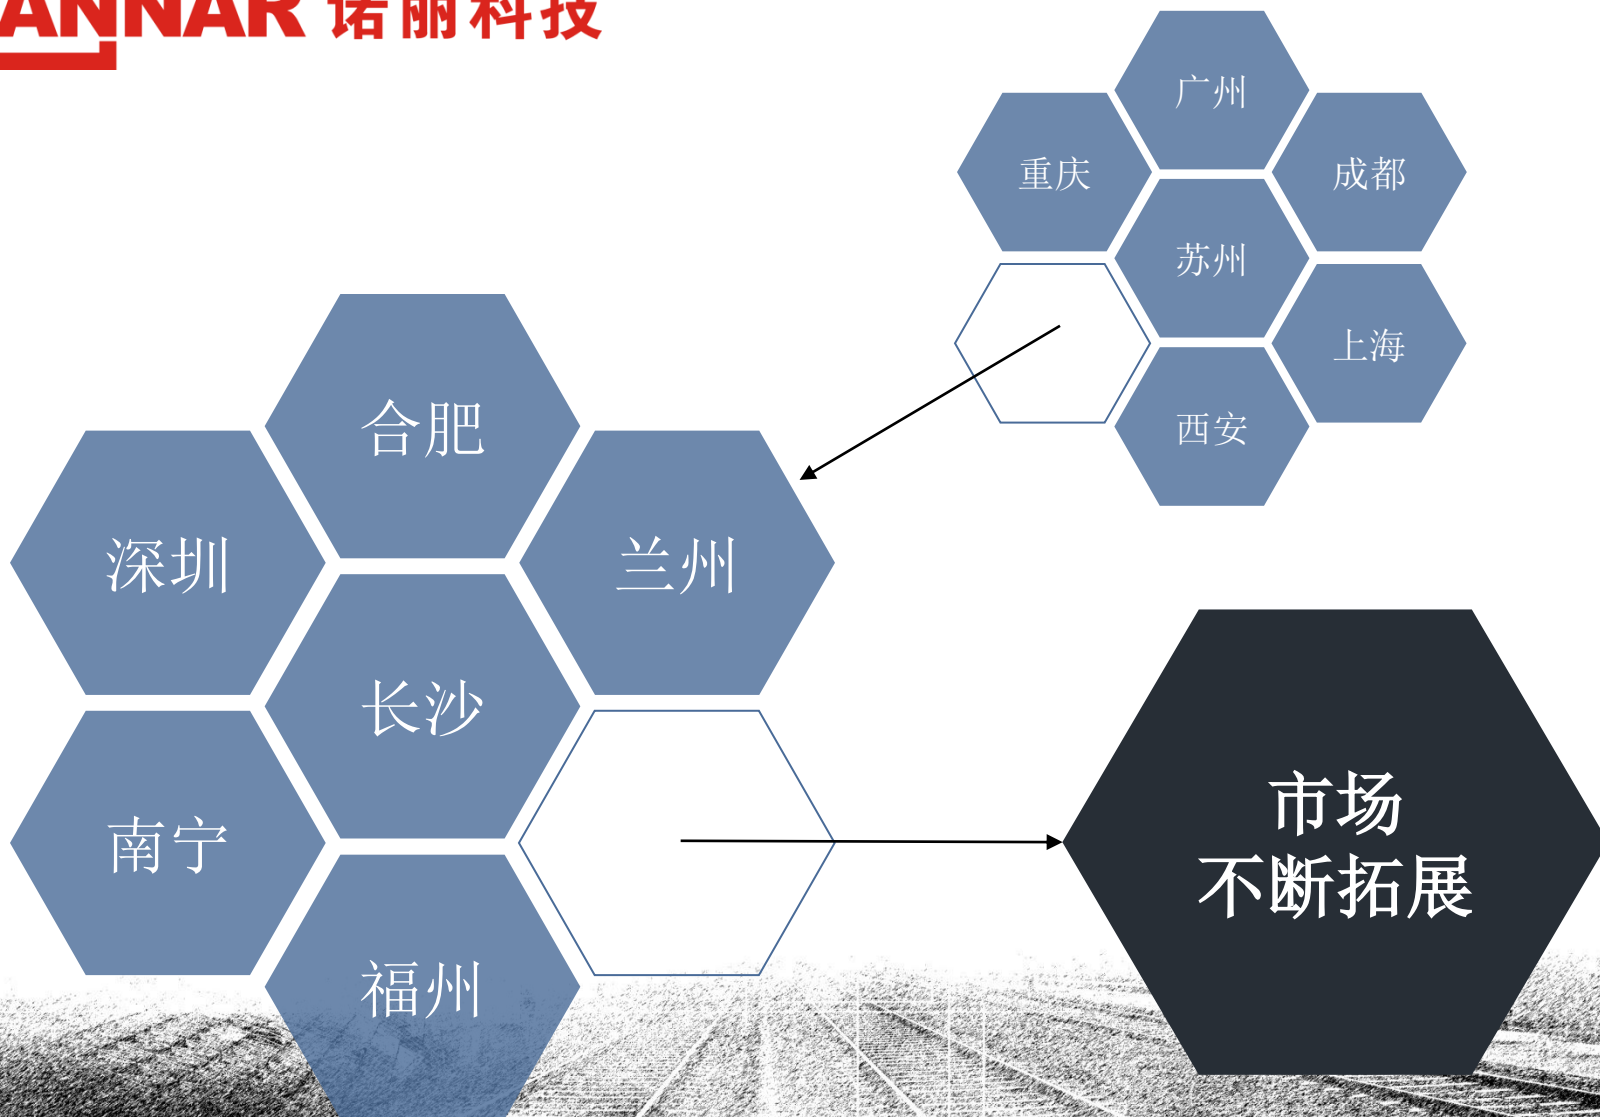 ANNAR 诺丽科技
广州
重庆
成都
苏州
上海
西安
合肥
深圳
兰州
长沙
南宁
福州
市场
不断拓展